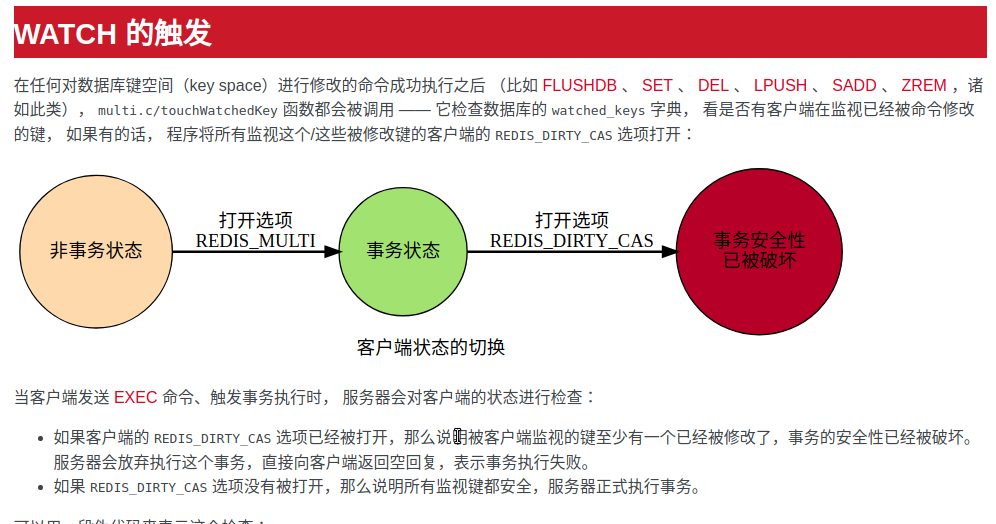 WATCH 的触发
在任何对数据库键空间（key space）进行修改的命令成功执行之后 （比如 FLUSHDB 、 SET 、 DEL 、 LPUSH 、 SADD 、 ZREM ，诸
如此类）， multi.c/touchWatchedKey 函数都会被调用 —— 它检查数据库的 watched_keys 字典， 看是否有客户端在监视已经被命令修改
的键， 如果有的话， 程序将所有监视这个/这些被修改键的客户端的 REDIS_DIRTY_CAS 选项打开：
非事务状态
打开选项
REDIS_MULTI
事务状态
打开选项
REDIS_DIRTY_CAS
事务安全性
已被破坏
客户端状态的切换
当客户端发送 EXEC 命令、触发事务执行时， 服务器会对客户端的状态进行检查：
如果客户端的 REDIS_DIRTY_CAS 选项已经被打开，那么说明被客户端监视的键至少有一个已经被修改了，事务的安全性已经被破坏。
服务器会放弃执行这个事务，直接向客户端返回空回复，表示事务执行失败。
如果 REDIS_DIRTY_CAS 选项没有被打开，那么说明所有监视键都安全，服务器正式执行事务。